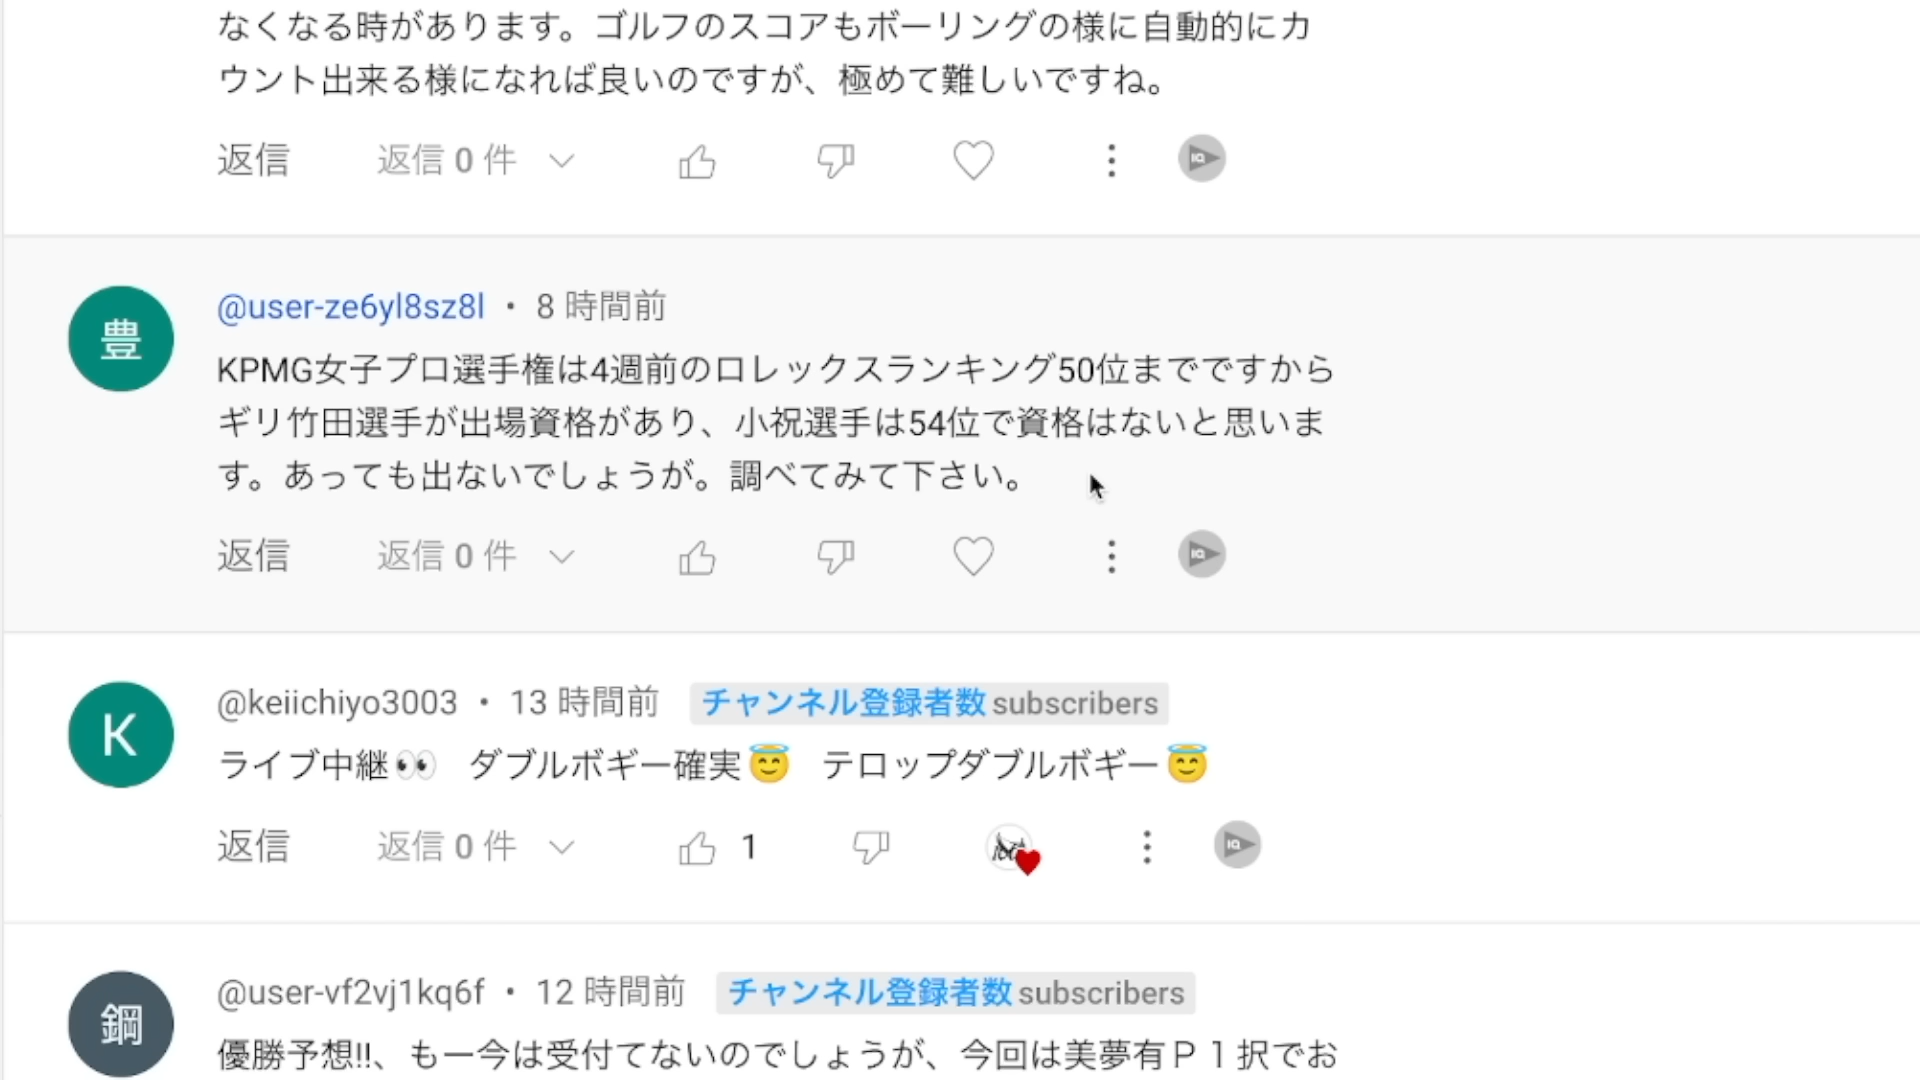 なくなる時があります。ゴルフのスコアもボーリングの様に自動的にカ
ウント出来る様になれば良いのですが、極めて難しいですね。
返信 返信 0 件
IQ
豊
@user-ze6yl8sz8l ・ 8 時間前
KPMG女子プロ選手権は4週前のロレックスランキング50位までですから
ギリ竹田選手が出場資格があり、小祝選手は54位で資格はないと思いま
す。あっても出ないでしょうが。調べてみて下さい。
返信 返信 0 件
IQ
K
@keiichiyo3003 ・ 13 時間前 チャンネル登録者数 subscribers
ライブ中継👀 ダブルボギー確実😇 テロップダブルボギー😇
返信 返信 0 件 1
IQ
鋼
@user-vf2vj1kq6f ・ 12 時間前 チャンネル登録者数 subscribers
優勝予想!!、も一今は受付てないのでしょうが、今回は美夢有Ｐ１択でお